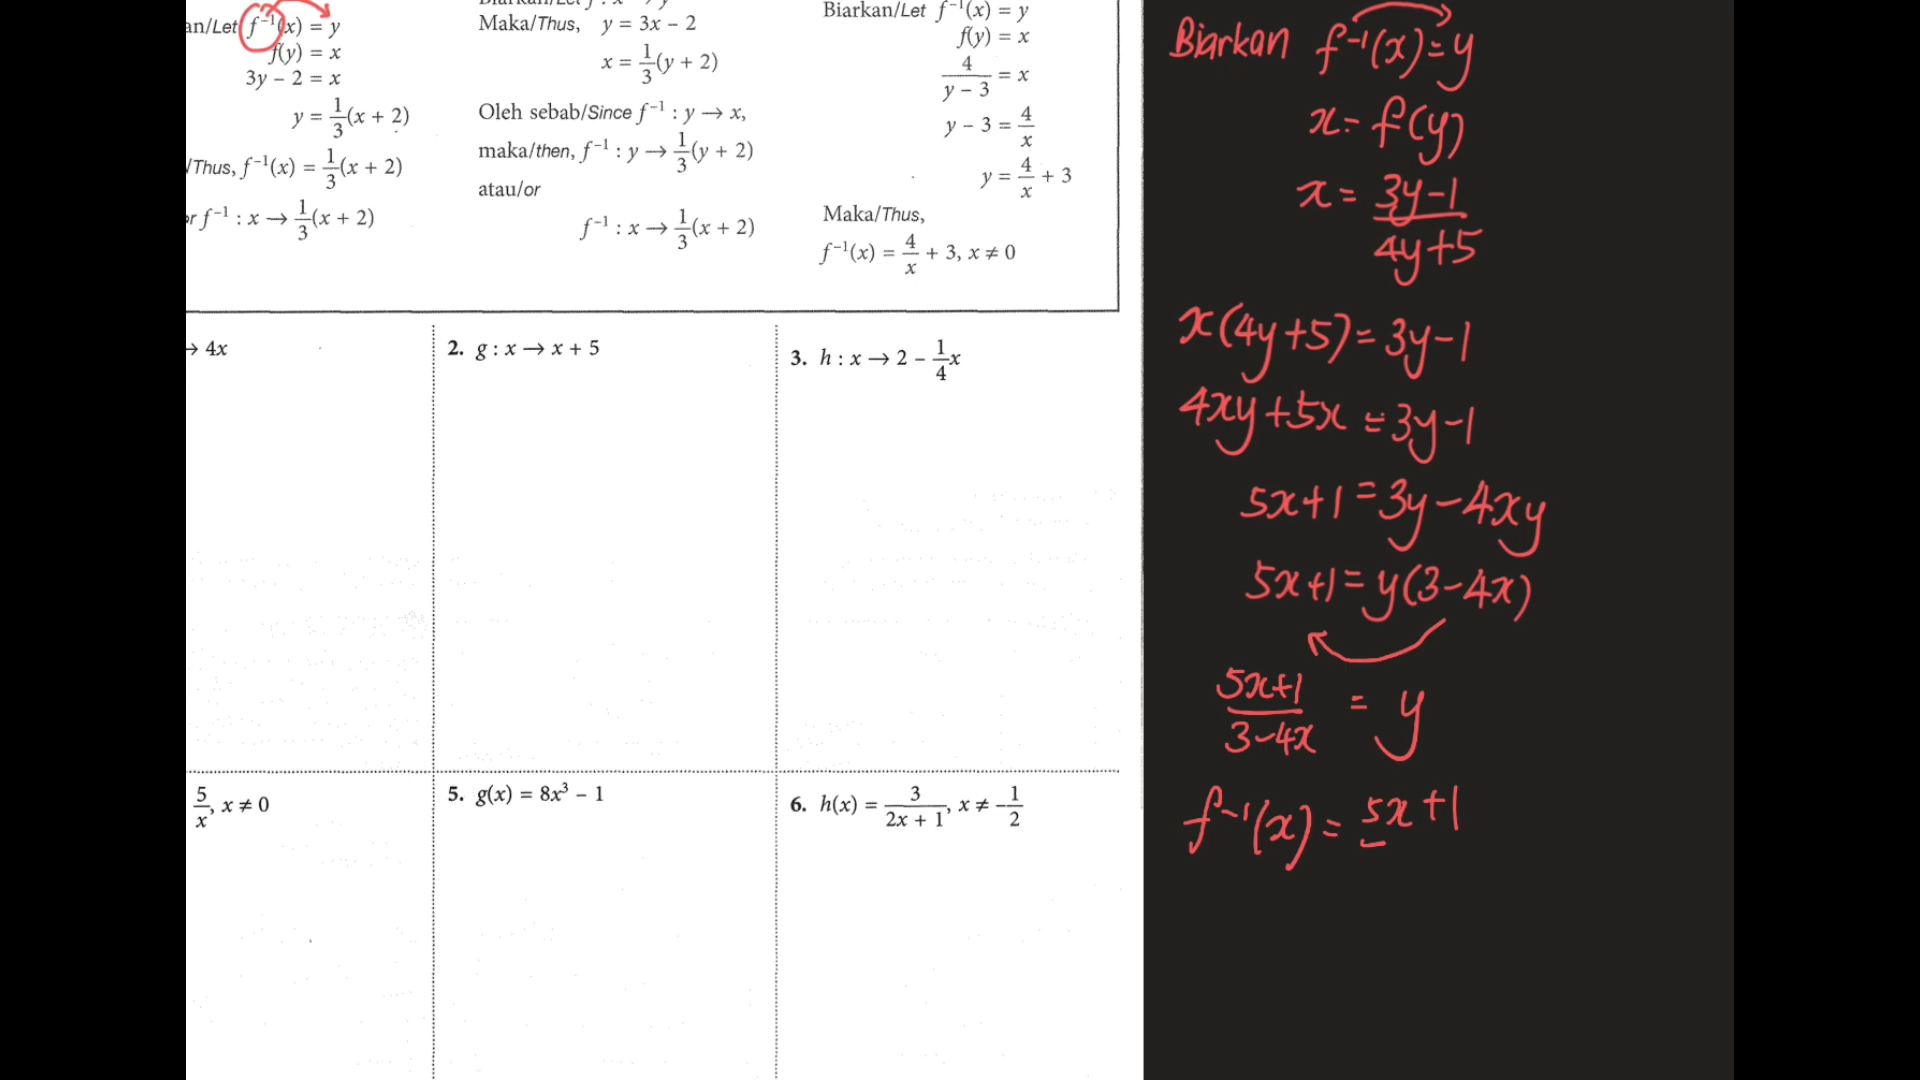 an/Let f⁻¹(x) = y
f(y) = x
3y – 2 = x
y = 1/3(x + 2)
/Thus, f⁻¹(x) = 1/3(x + 2)
or f⁻¹ : x → 1/3(x + 2)
Maka/Thus, y = 3x – 2
x = 1/3(y + 2)
Oleh sebab/Since f⁻¹ : y → x,
maka/then, f⁻¹ : y → 1/3(y + 2)
atau/or
f⁻¹ : x → 1/3(x + 2)
Biarkan/Let f⁻¹(x) = y
f(y) = x
4/(y – 3) = x
y – 3 = 4/x
y = 4/x + 3
Maka/Thus,
f⁻¹(x) = 4/x + 3, x ≠ 0
→ 4x
2. g : x → x + 5
3. h : x → 2 – 1/4x
5/x, x ≠ 0
5. g(x) = 8x³ – 1
6. h(x) = 3/(2x + 1), x ≠ –1/2
Biarkan f⁻¹(x) = y
x = f(y)
x = (3y – 1)/(4y + 5)
x(4y + 5) = 3y – 1
4xy + 5x = 3y – 1
5x + 1 = 3y – 4xy
5x + 1 = y(3 – 4x)
(5x + 1)/(3 – 4x) = y
f⁻¹(x) = 5x + 1